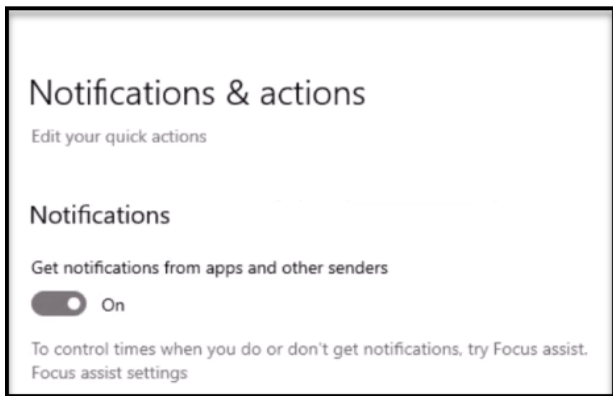 Notifications & actions
Edit your quick actions
Notifications
Get notifications from apps and other senders
On
To control times when you do or don't get notifications, try Focus assist.
Focus assist settings